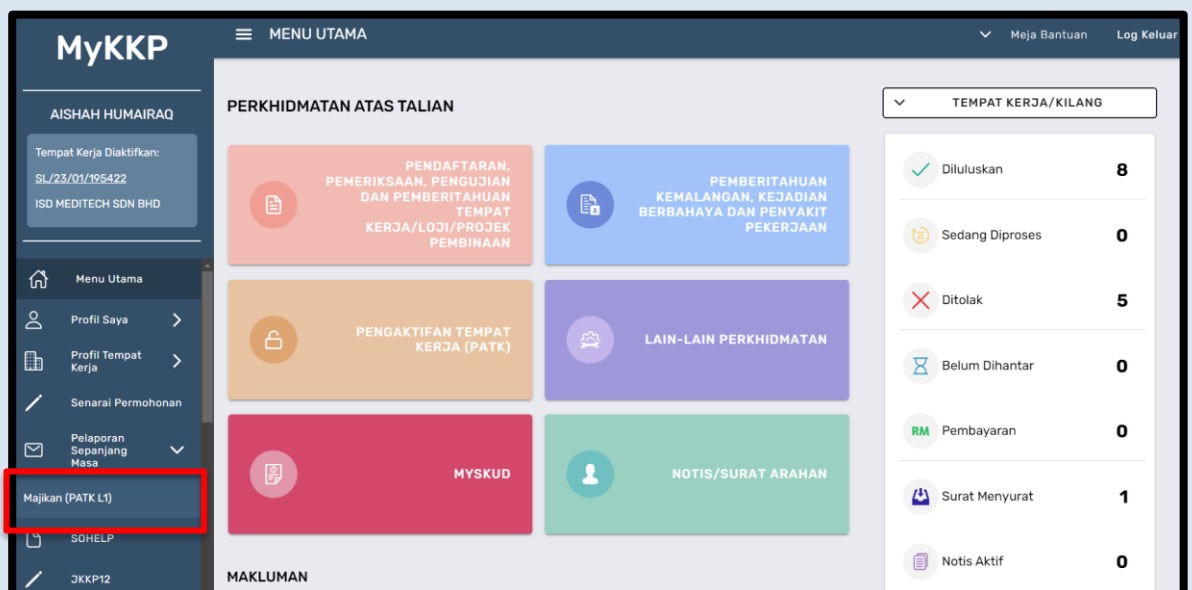 MyKKP
AISHAH HUMAIRAQ
Tempat Kerja Diaktifkan:
SL/23/01/195422
ISD MEDITECH SDN BHD
Menu Utama
Profil Saya
Profil Tempat
Kerja
Senarai Permohonan
Pelaporan
Sepanjang
Masa
Majikan (PATK L1)
SOHELP
JKKP12
MENU UTAMA
Meja Bantuan
Log Keluar
PERKHIDMATAN ATAS TALIAN
PENDAFTARAN,
PEMERIKSAAN, PENGUJIAN
DAN PEMBERITAHUAN
TEMPAT
KERJA/LOJI/PROJEK
PEMBINAAN
PEMBERITAHUAN
KEMALANGAN, KEJADIAN
BERBAHAYA DAN PENYAKIT
PEKERJAAN
PENGAKTIFAN TEMPAT
KERJA (PATK)
LAIN-LAIN PERKHIDMATAN
MYSKUD
NOTIS/SURAT ARAHAN
MAKLUMAN
TEMPAT KERJA/KILANG
Diluluskan 8
Sedang Diproses 0
Ditolak 5
Belum Dihantar 0
RM Pembayaran 0
Surat Menyurat 1
Notis Aktif 0